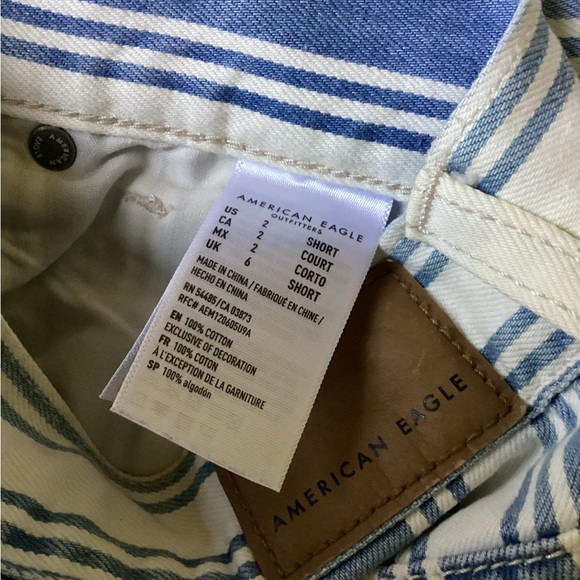 AMERICAN EAGLE
OUTFITTERS
US 2 SHORT
CA 2 COURT
MX 2 CORTO
UK 6 SHORT
MADE IN CHINA / FABRIQUÉ EN CHINE /
HECHO EN CHINA
RN 54485/CA 03873
RFC# AEM120605U9A
EN 100% COTTON
EXCLUSIVE OF DECORATION
FR 100% COTON
À L'EXCEPTION DE LA GARNITURE
SP 100% algodón
AMERICAN EAGLE
AMERICAN EAGLE